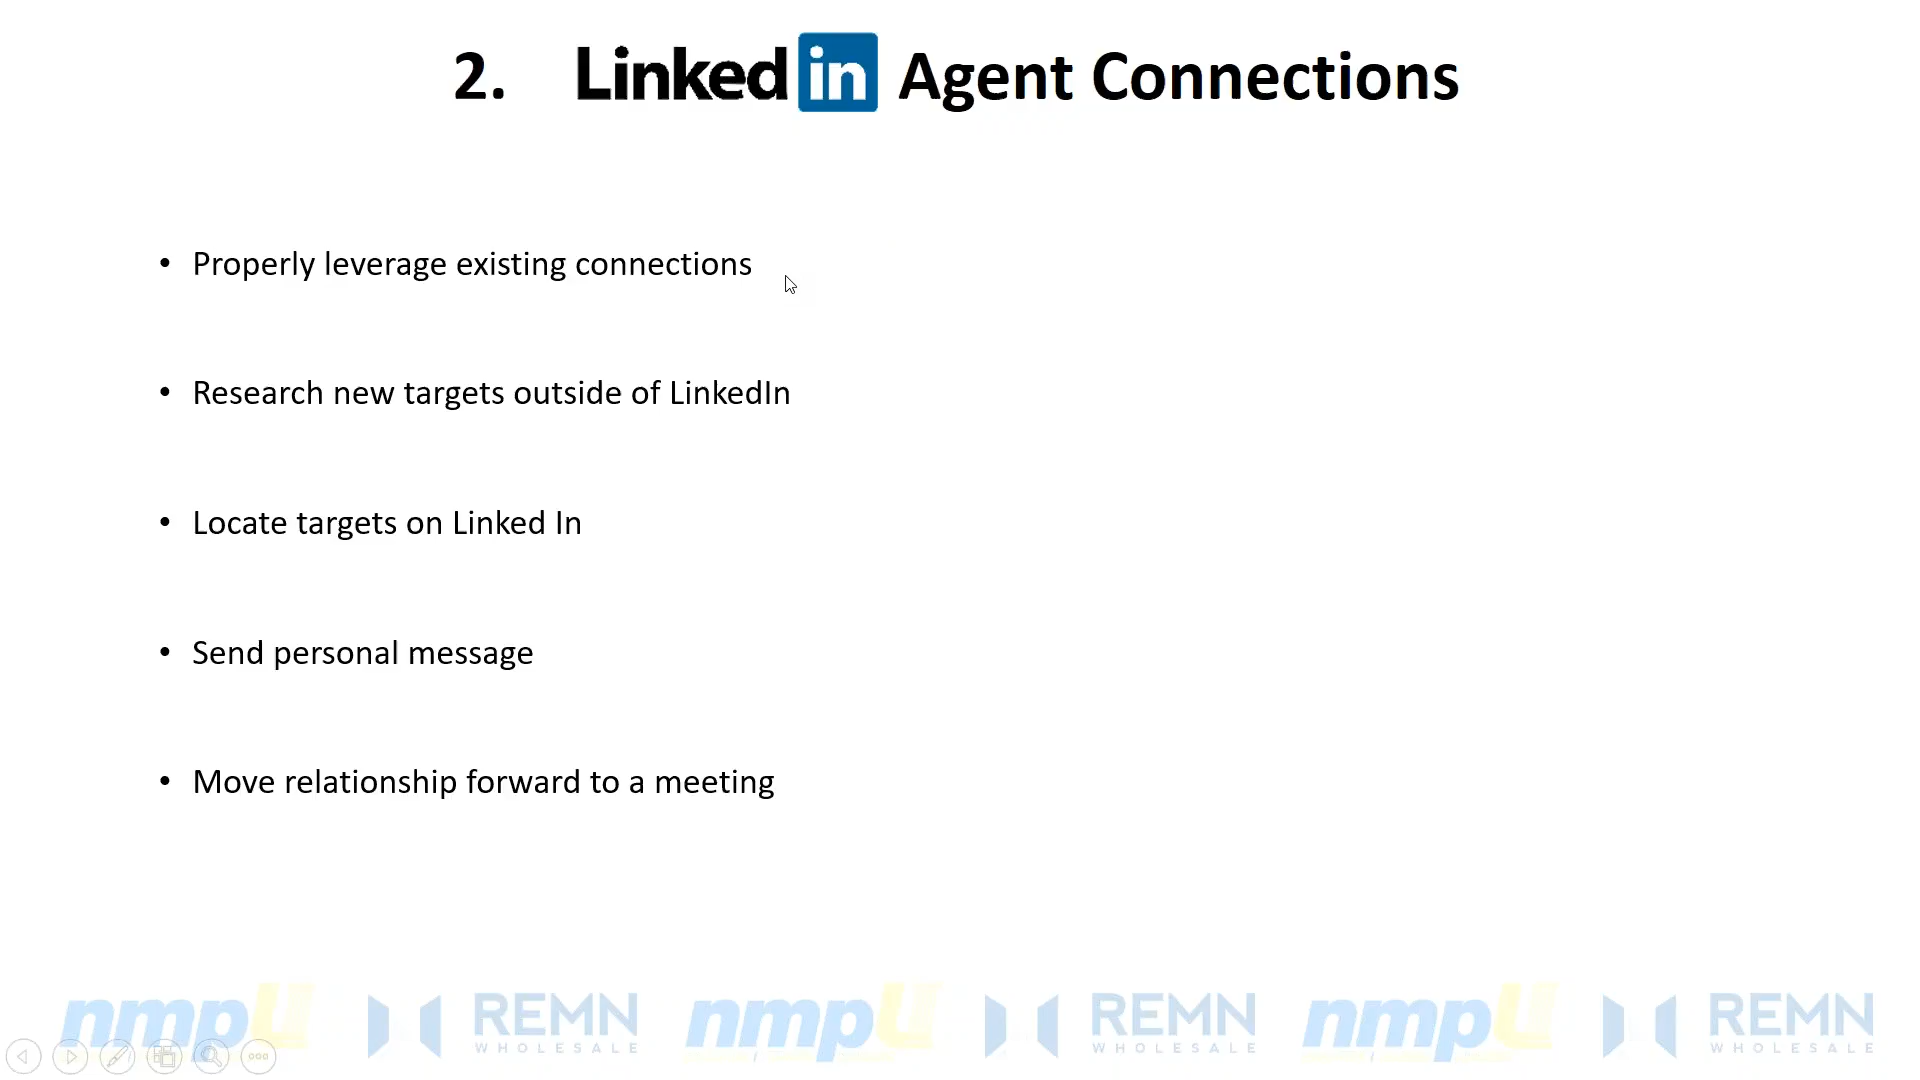 2. Linked in Agent Connections
• Properly leverage existing connections
• Research new targets outside of LinkedIn
• Locate targets on Linked In
• Send personal message
• Move relationship forward to a meeting
nmpU REMN WHOLESALE nmpU REMN WHOLESALE nmpU REMN WHOLESALE